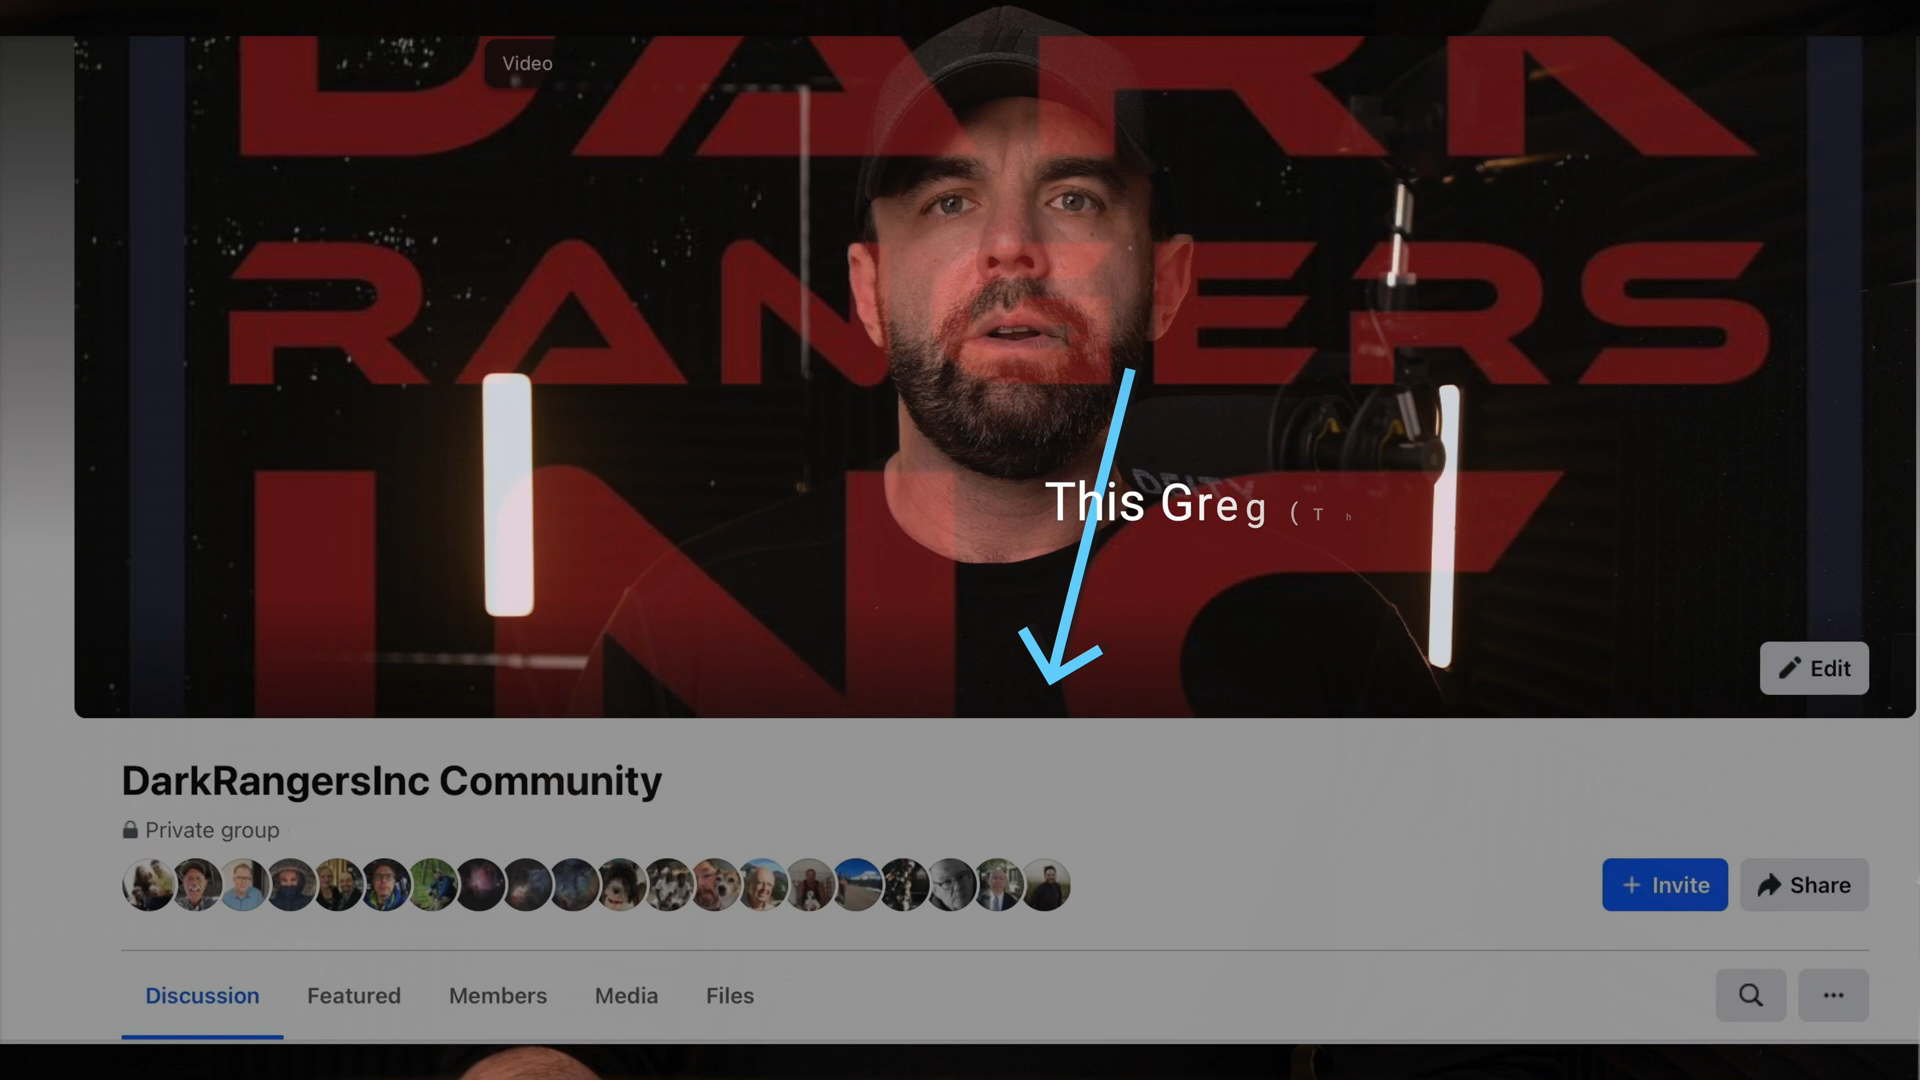 Video
DARK
RANGERS
INC
This Greg ( T h
Edit
DarkRangersInc Community
Private group
+ Invite
Share
Discussion Featured Members Media Files